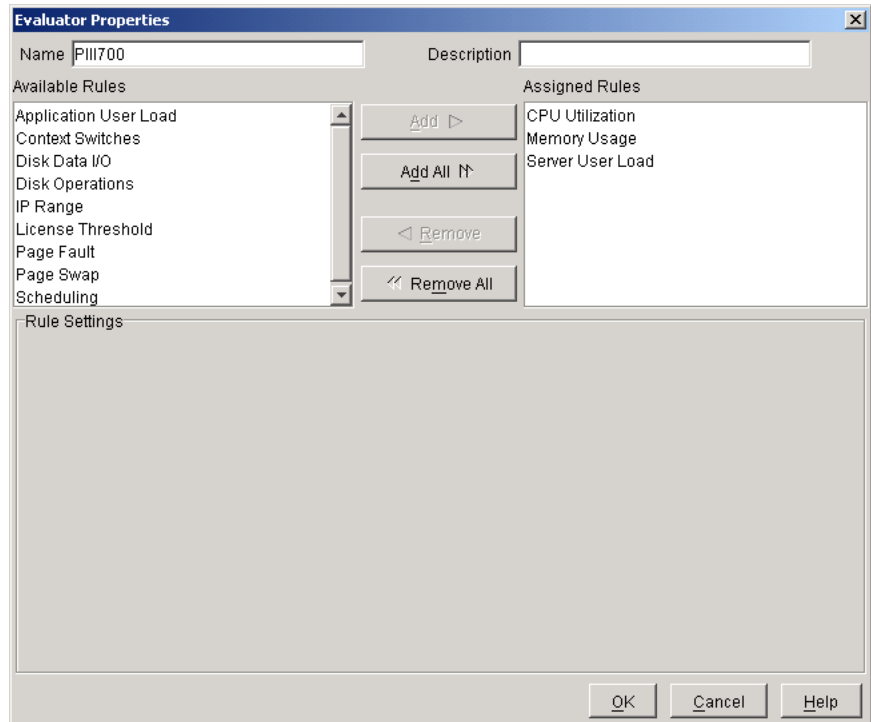 Evaluator Properties
Name PIII700 Description
Available Rules Assigned Rules
Application User Load
Context Switches
Disk Data I/O
Disk Operations
IP Range
License Threshold
Page Fault
Page Swap
Scheduling
Add
Add All
Remove
Remove All
CPU Utilization
Memory Usage
Server User Load
Rule Settings
OK Cancel Help